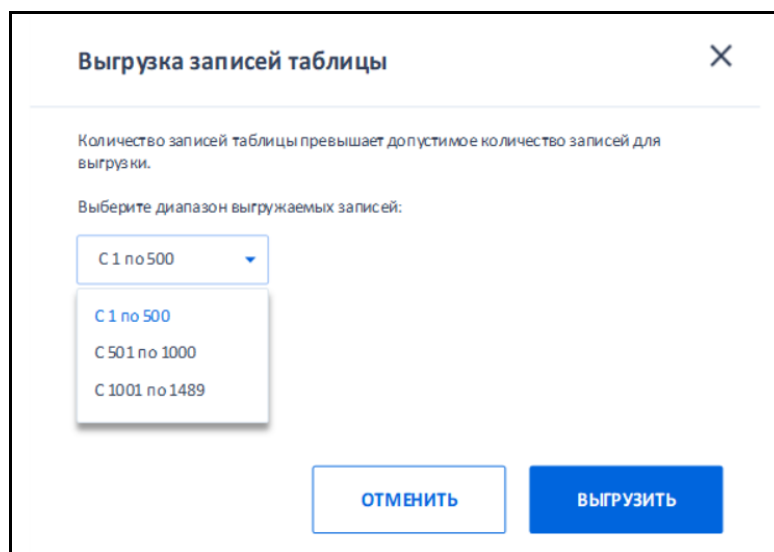 Выгрузка записей таблицы
Количество записей таблицы превышает допустимое количество записей для
выгрузки.
Выберите диапазон выгружаемых записей:
С 1 по 500
С 1 по 500
С 501 по 1000
С 1001 по 1489
ОТМЕНИТЬ
ВЫГРУЗИТЬ